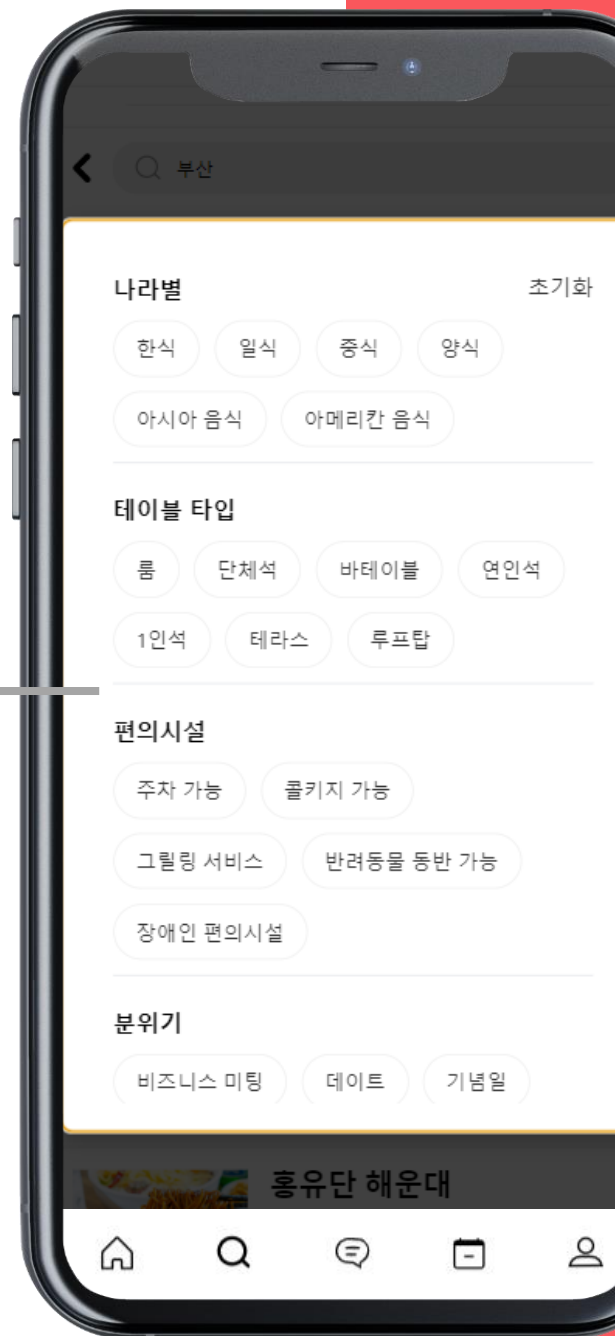 부산
나라별 초기화
한식 일식 중식 양식
아시아 음식 아메리칸 음식
테이블 타입
룸 단체석 바테이블 연인석
1인석 테라스 루프탑
편의시설
주차 가능 콜키지 가능
그릴링 서비스 반려동물 동반 가능
장애인 편의시설
분위기
비즈니스 미팅 데이트 기념일
홍유단 해운대